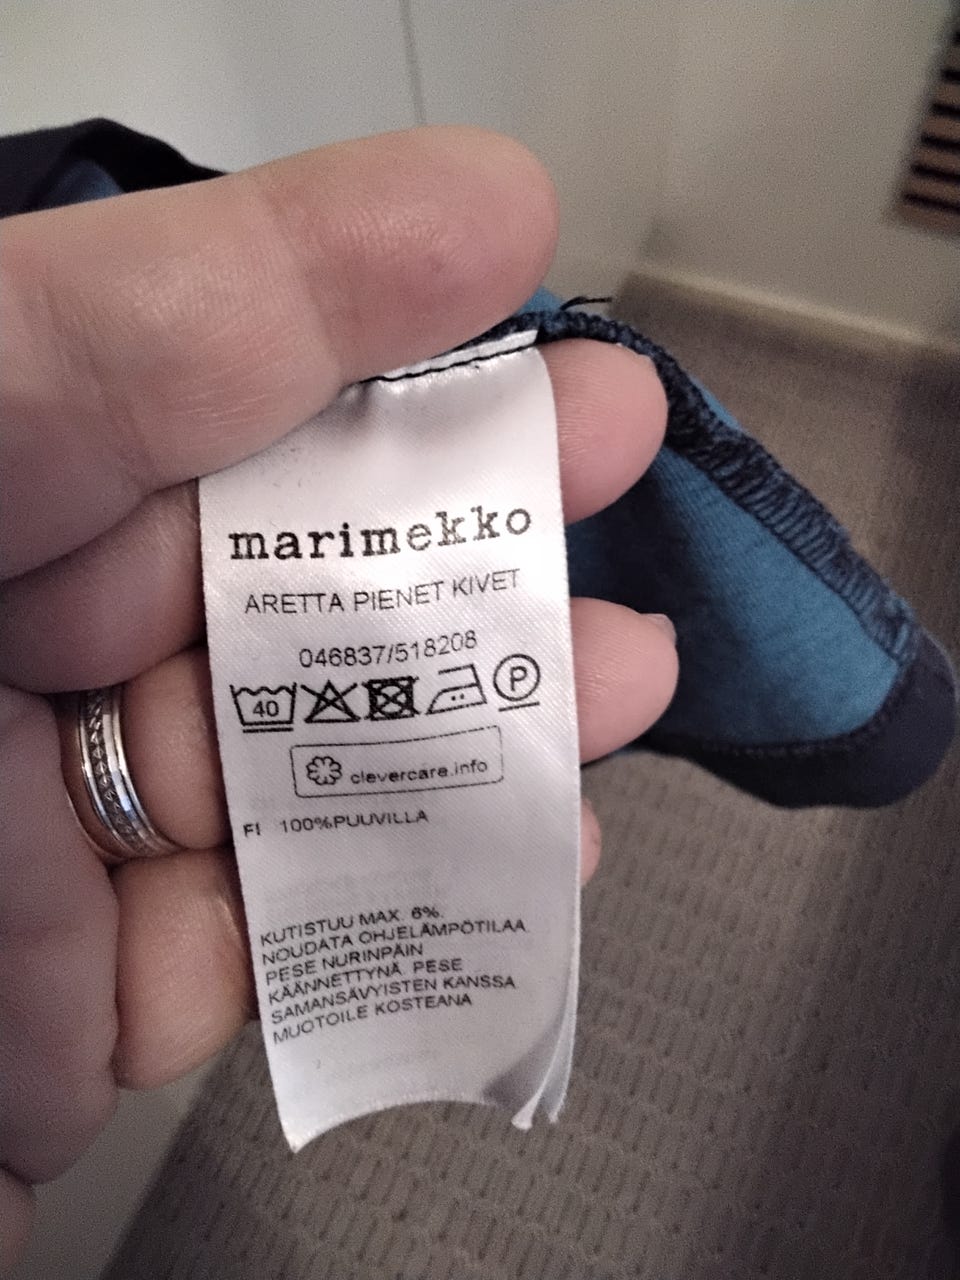 marimekko
ARETTA PIENET KIVET
046837/518208
40 P
clevercare.info
FI 100%PUUVILLA
KUTISTUU MAX. 6%.
NOUDATA OHJELÄMPÖTILAA.
PESE NURINPÄIN
KÄÄNNETTYNÄ. PESE
SAMANSÄVYISTEN KANSSA
MUOTOILE KOSTEANA